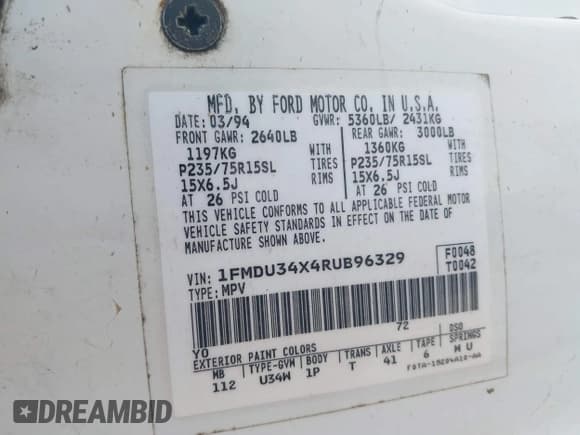 MFD. BY FORD MOTOR CO. IN U.S.A.
DATE: 03/94 GVWR: 5360LB/ 2431KG
FRONT GAWR: 2640LB REAR GAWR: 3000LB
1197KG WITH 1360KG WITH
P235/75R15SL TIRES P235/75R15SL TIRES
15X6.5J RIMS 15X6.5J RIMS
AT 26 PSI COLD AT 26 PSI COLD
THIS VEHICLE CONFORMS TO ALL APPLICABLE FEDERAL MOTOR
VEHICLE SAFETY STANDARDS IN EFFECT ON THE DATE OF
MANUFACTURE SHOWN ABOVE.
VIN: 1FMDU34X4RUB96329 F0048
TYPE: MPV T0042
YO 72 DSO
EXTERIOR PAINT COLORS TYPE-GVW BODY TRANS AXLE TAPE SPRINGS
MB 112 U34W 1P T 41 6 M U
F0TA-15204A10-AA
DREAMBID